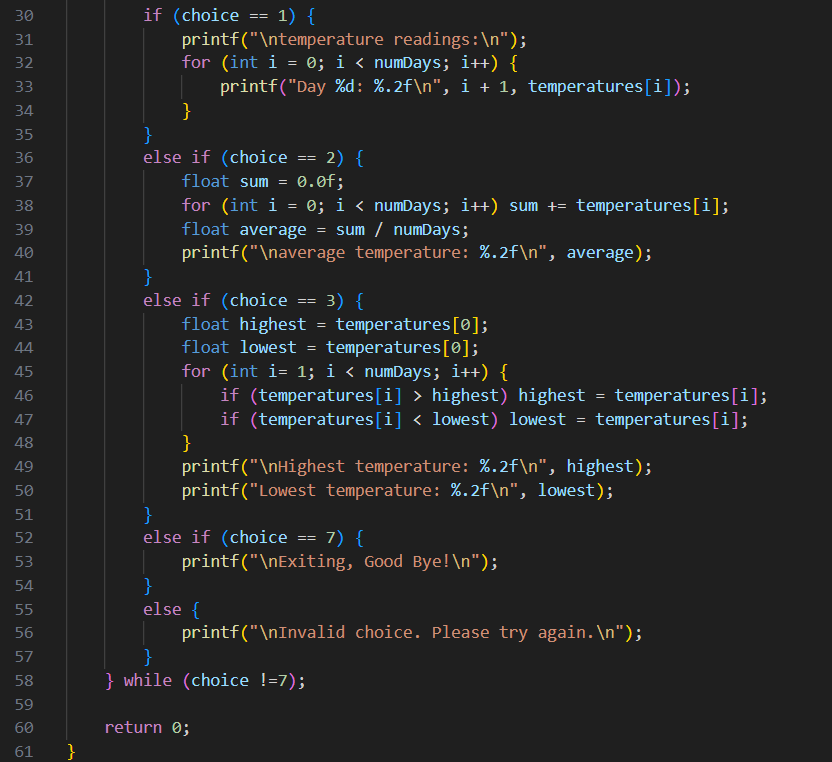 30 if (choice == 1) {
31 printf("\ntemperature readings:\n");
32 for (int i = 0; i < numDays; i++) {
33 printf("Day %d: %.2f\n", i + 1, temperatures[i]);
34 }
35 }
36 else if (choice == 2) {
37 float sum = 0.0f;
38 for (int i = 0; i < numDays; i++) sum += temperatures[i];
39 float average = sum / numDays;
40 printf("\naverage temperature: %.2f\n", average);
41 }
42 else if (choice == 3) {
43 float highest = temperatures[0];
44 float lowest = temperatures[0];
45 for (int i= 1; i < numDays; i++) {
46 if (temperatures[i] > highest) highest = temperatures[i];
47 if (temperatures[i] < lowest) lowest = temperatures[i];
48 }
49 printf("\nHighest temperature: %.2f\n", highest);
50 printf("Lowest temperature: %.2f\n", lowest);
51 }
52 else if (choice == 7) {
53 printf("\nExiting, Good Bye!\n");
54 }
55 else {
56 printf("\nInvalid choice. Please try again.\n");
57 }
58 } while (choice !=7);
59
60 return 0;
61 }